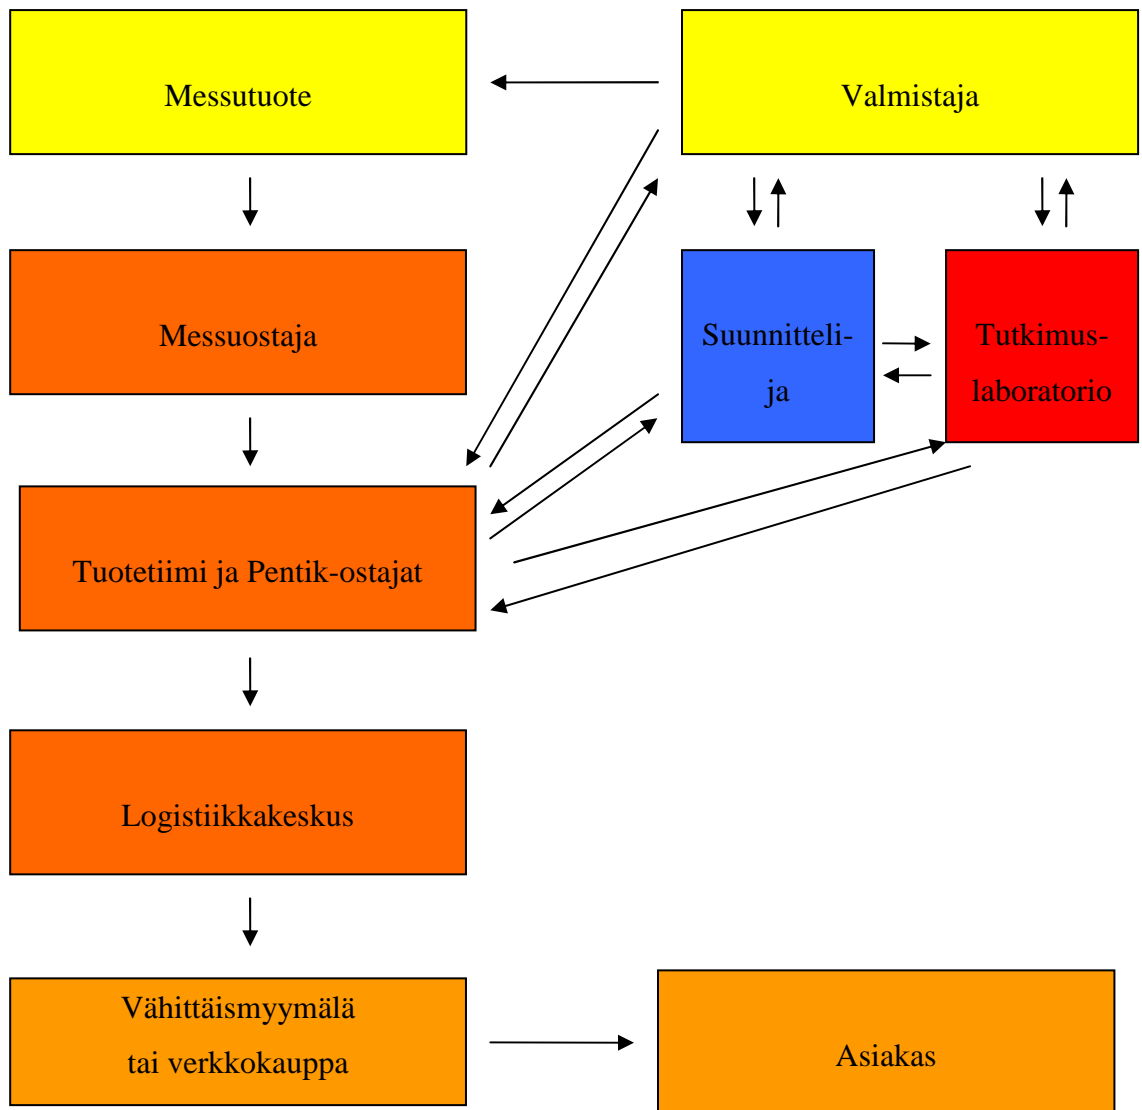 Messutuote
Valmistaja
Messuostaja
Suunnitteli-
ja
Tutkimus-
laboratorio
Tuotetiimi ja Pentik-ostajat
Logistiikkakeskus
Vähittäismyymälä
tai verkkokauppa
Asiakas